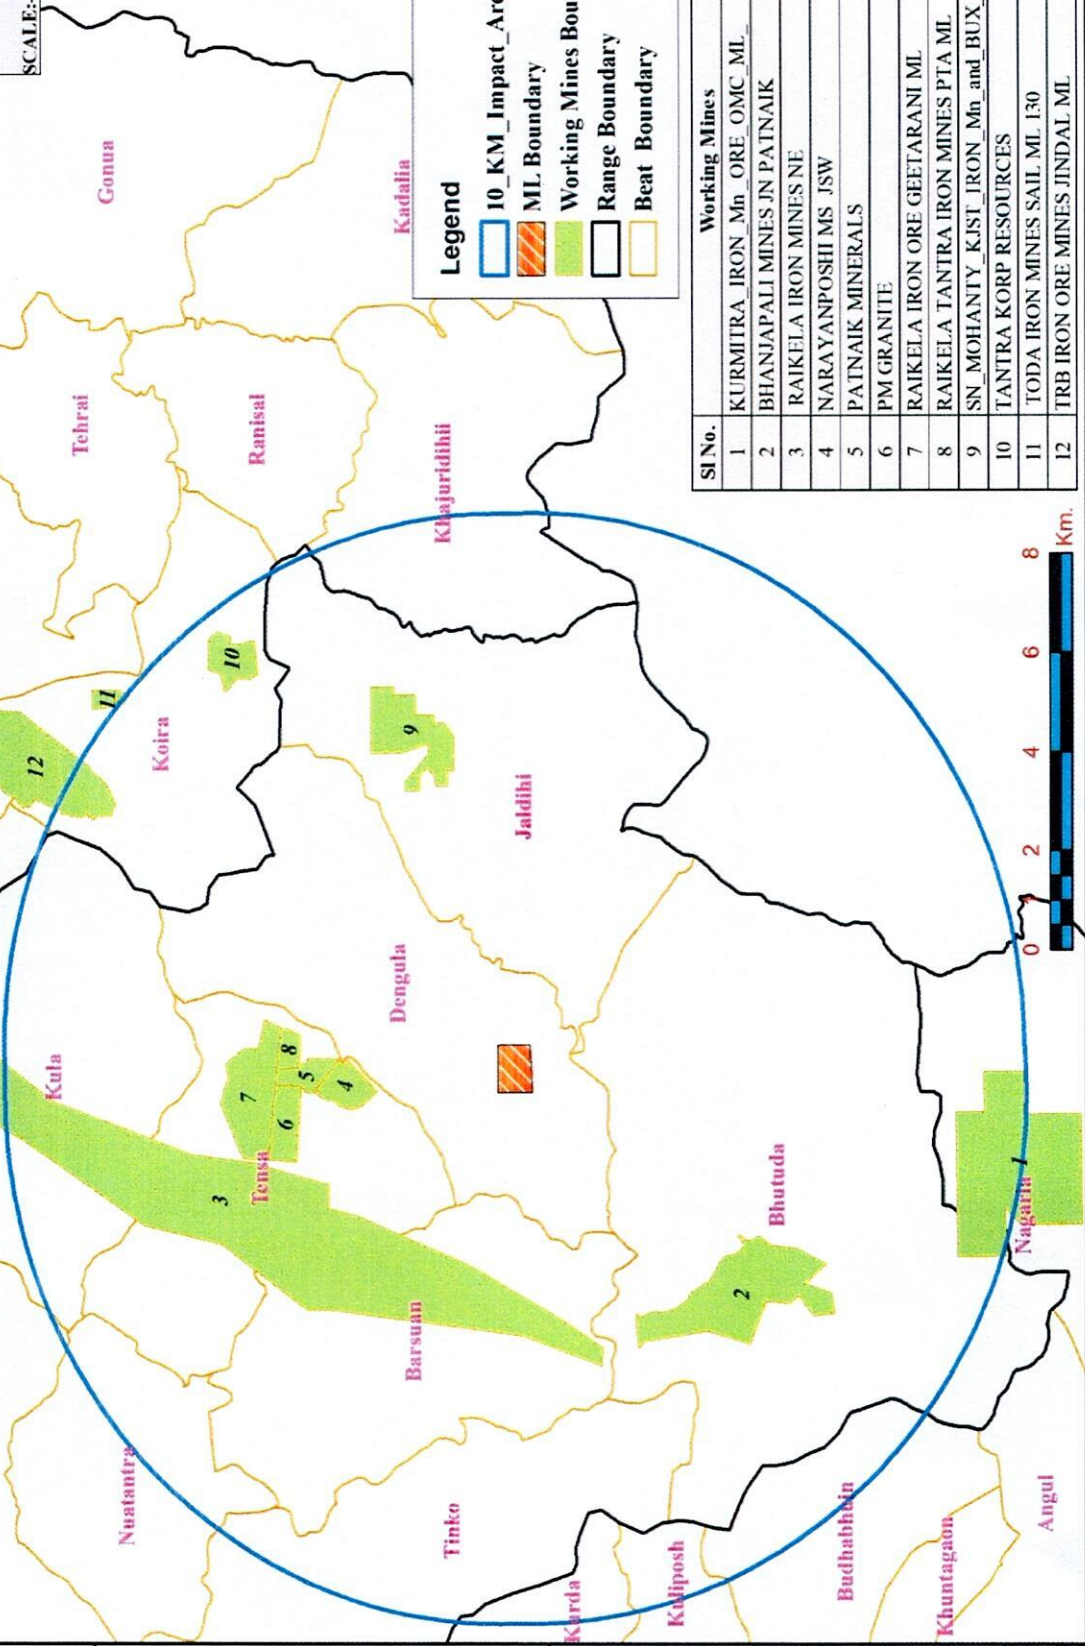 SCALE:-
Gonua
Kadalia
Tehrai
Ranisal
Khajuridihi
Koira
Jaldihi
Kula
Dengula
Tensa
Barsuan
Bhutuda
Nagaria
Nuatantra
Tinko
Kurda
Kuliposh
Budhabhuin
Khuntagaon
Angul
12
11
10
9
8
7
5
6
4
3
2
1
Legend
10_KM_Impact_Are
ML Boundary
Working Mines Bou
Range Boundary
Beat Boundary
Sl No. Working Mines
1 KURMITRA_IRON_Mn_ORE_OMC_ML_
2 BHANJAPALI MINES JN PATNAIK
3 RAIKELA IRON MINES NE
4 NARAYANPOSHI MS JSW
5 PATNAIK MINERALS
6 PM GRANITE
7 RAIKELA IRON ORE GEETARANI ML
8 RAIKELA TANTRA IRON MINES PTA ML
9 SN_MOHANTY_KIST_IRON_Mn_and_BUX_
10 TANTRA KORP RESOURCES
11 TODA IRON MINES SAIL ML 130
12 TRB IRON ORE MINES JINDAL ML
0 1 2 4 6 8
Km.